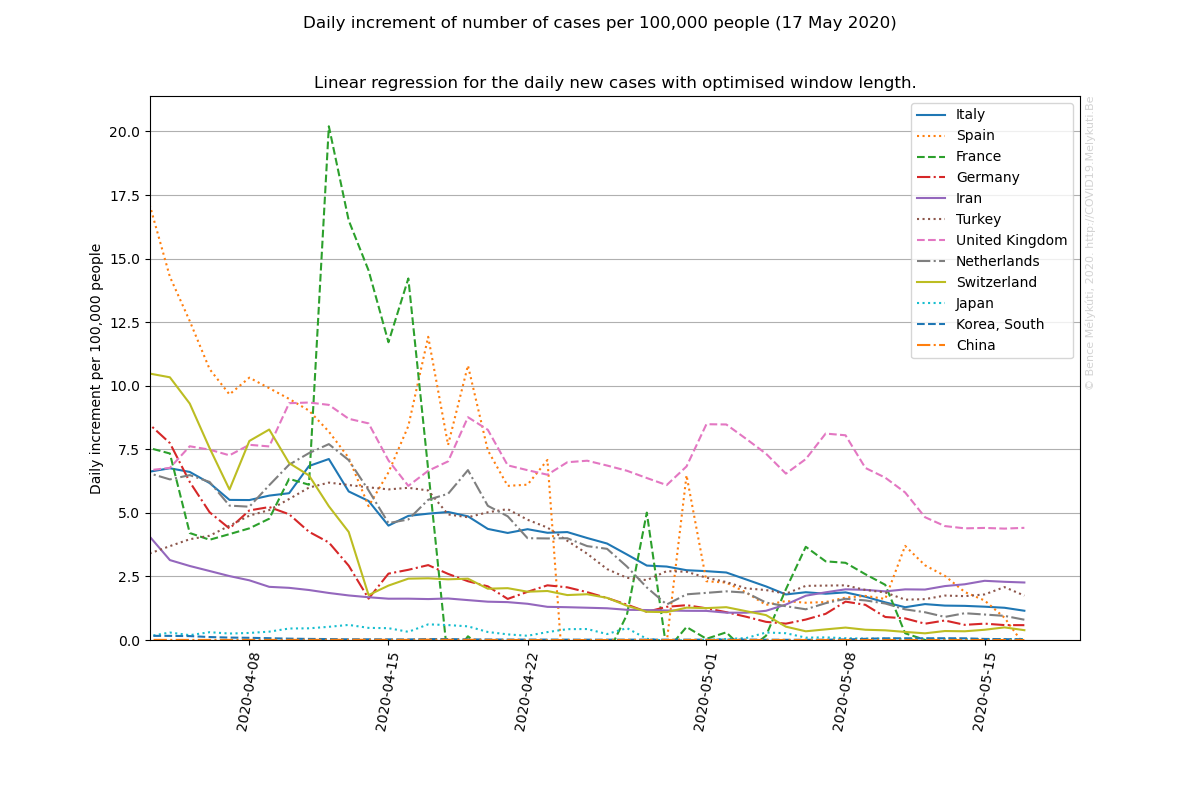 Daily increment of number of cases per 100,000 people (17 May 2020)
Linear regression for the daily new cases with optimised window length.
Daily increment per 100,000 people
20.0
17.5
15.0
12.5
10.0
7.5
5.0
2.5
0.0
2020-04-08
2020-04-15
2020-04-22
2020-05-01
2020-05-08
2020-05-15
Italy
Spain
France
Germany
Iran
Turkey
United Kingdom
Netherlands
Switzerland
Japan
Korea, South
China
© Bence Mélykúti, 2020. http://COVID19.Melykuti.Be